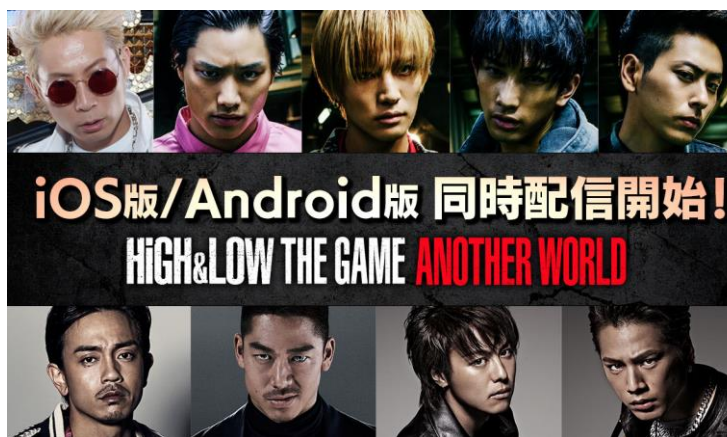 iOS版/Android版 同時配信開始!
HiGH&LOW THE GAME ANOTHER WORLD